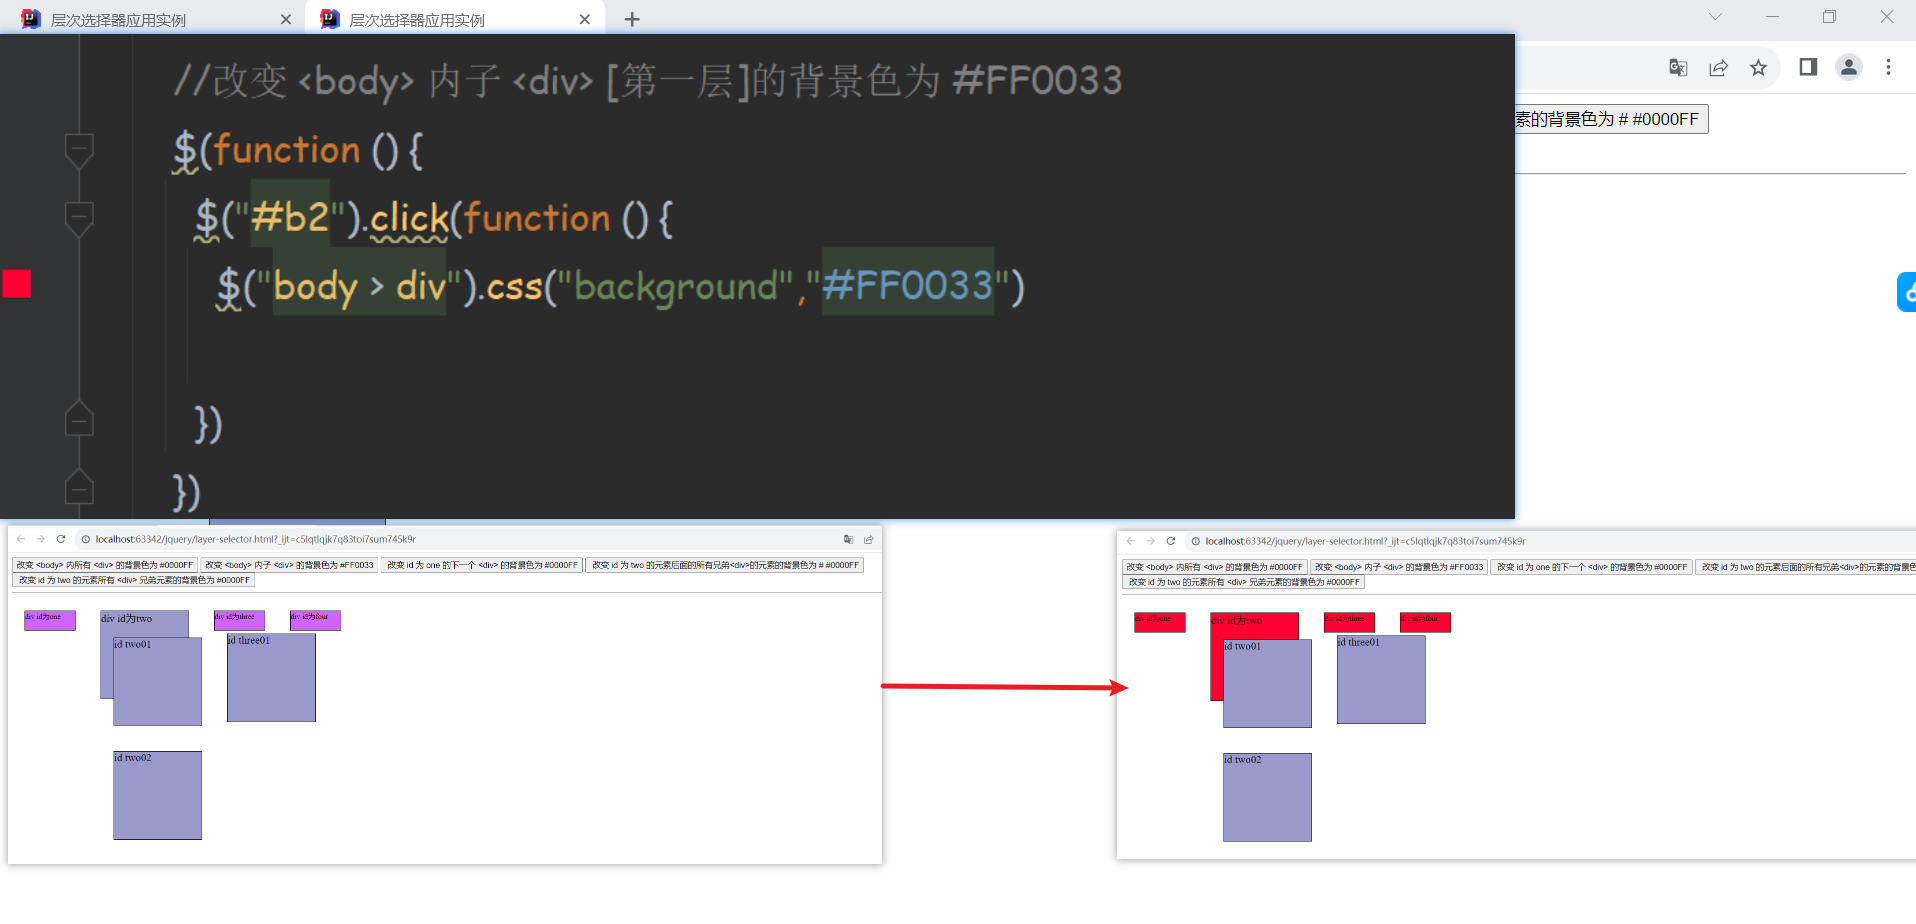 层次选择器应用实例
层次选择器应用实例
素的背景色为 # #0000FF
//改变 <body> 内子 <div> [第一层]的背景色为 #FF0033
$(function () {
$("#b2").click(function () {
$("body > div").css("background","#FF0033")
})
})
localhost:63342/jquery/layer-selector.html?_ijt=c5lqtlqjk7q83toi7sum745k9r
改变 <body> 内所有 <div> 的背景色为 #0000FF
改变 <body> 内子 <div> 的背景色为 #FF0033
改变 id 为 one 的下一个 <div> 的背景色为 #0000FF
改变 id 为 two 的元素后面的所有兄弟<div>的元素的背景色为 # #0000FF
改变 id 为 two 的元素所有 <div> 兄弟元素的背景色为 #0000FF
div id为one
div id为two
div id为three
div id为four
id two01
id three01
id two02
localhost:63342/jquery/layer-selector.html?_ijt=c5lqtlqjk7q83toi7sum745k9r
改变 <body> 内所有 <div> 的背景色为 #0000FF
改变 <body> 内子 <div> 的背景色为 #FF0033
改变 id 为 one 的下一个 <div> 的背景色为 #0000FF
改变 id 为 two 的元素后面的所有兄弟<div>的元素的背景色
改变 id 为 two 的元素所有 <div> 兄弟元素的背景色为 #0000FF
div id为one
div id为two
div id为three
div id为four
id two01
id three01
id two02